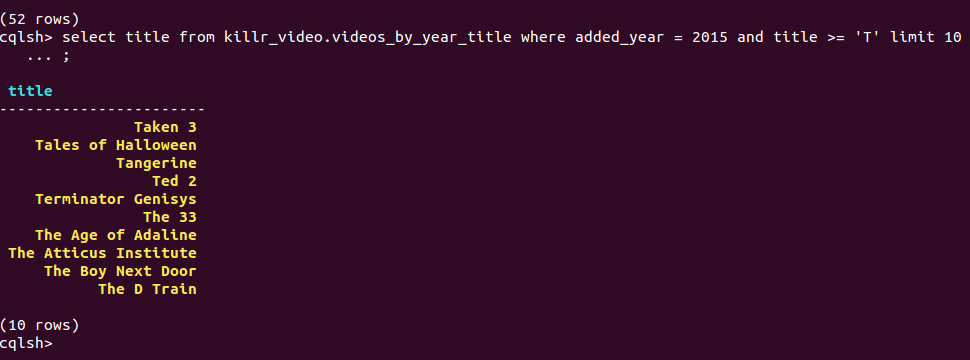 (52 rows)
cqlsh> select title from killr_video.videos_by_year_title where added_year = 2015 and title >= 'T' limit 10
   ... ;
 title
-----------------------
               Taken 3
    Tales of Halloween
             Tangerine
                 Ted 2
    Terminator Genisys
                The 33
    The Age of Adaline
 The Atticus Institute
     The Boy Next Door
           The D Train
(10 rows)
cqlsh>